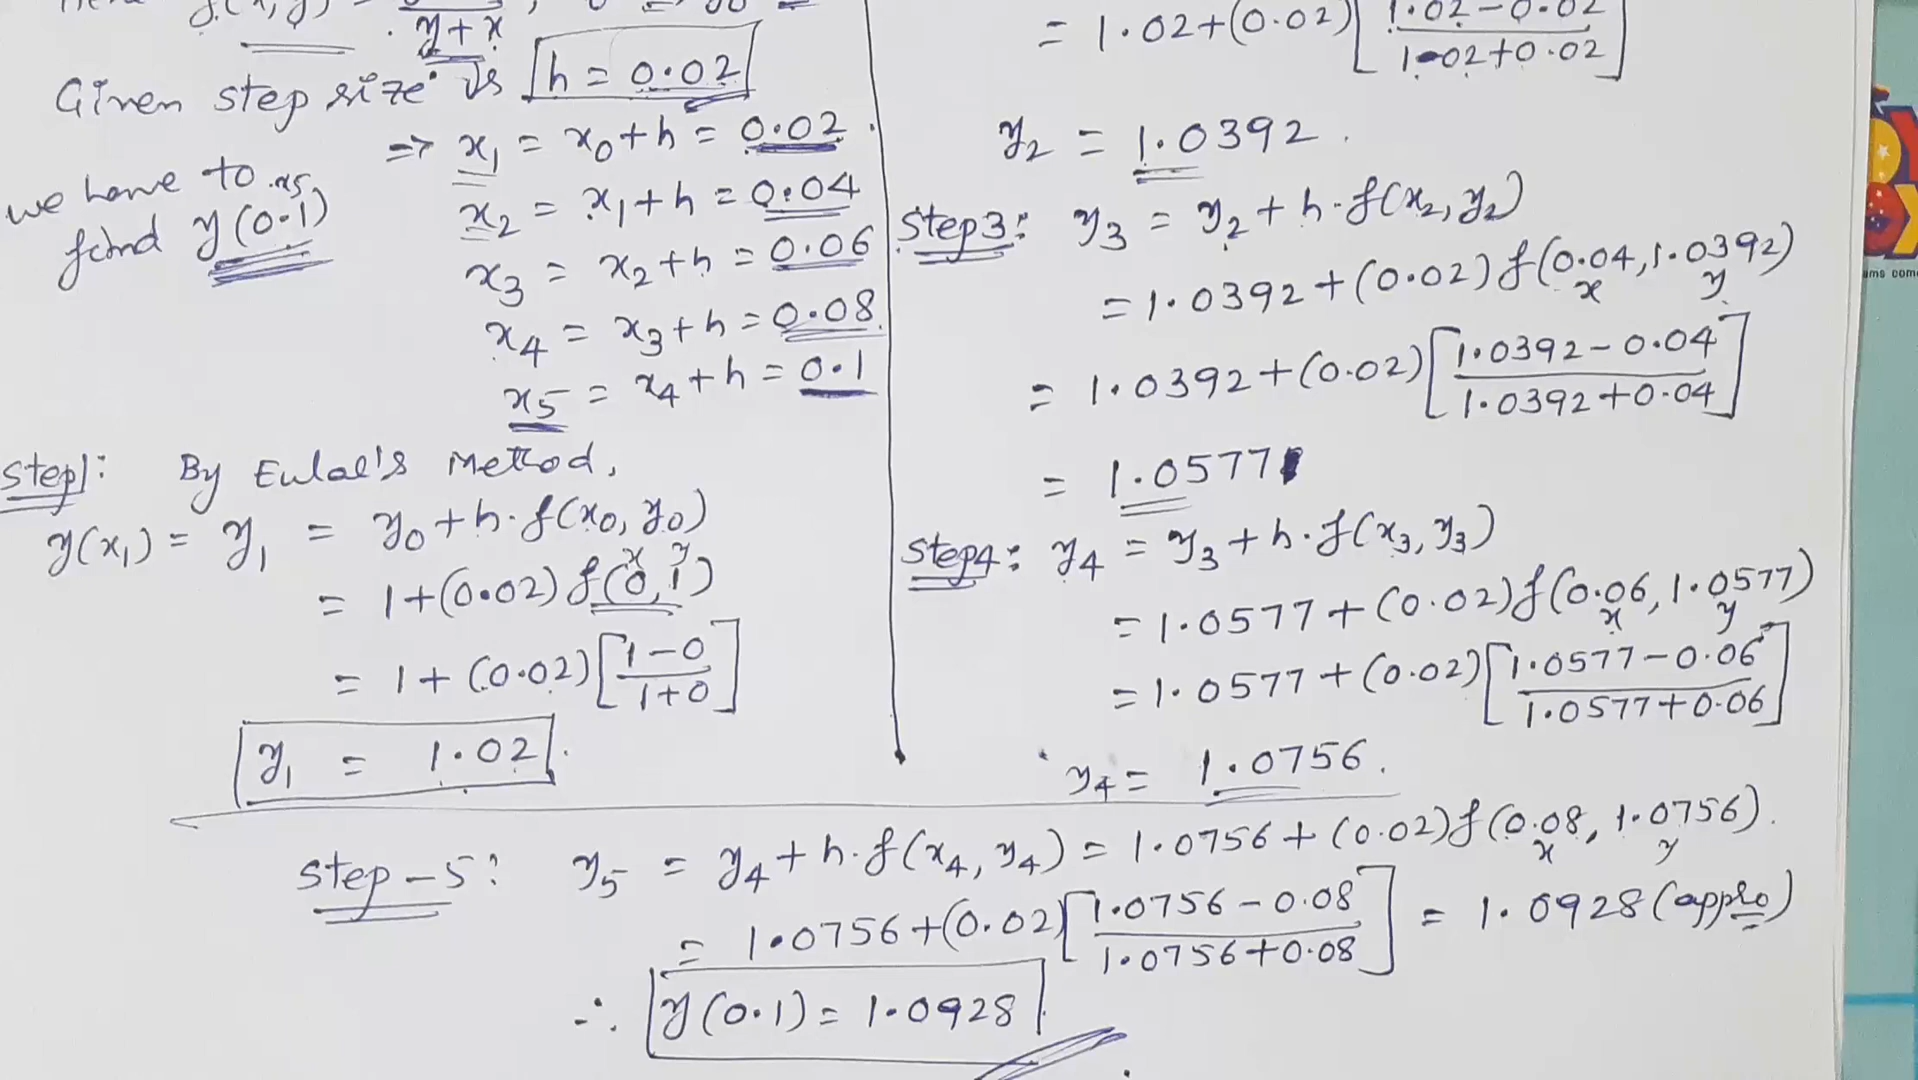 y+x
Given step size is h = 0.02
⇒ x₁ = x₀+h = 0.02
we have to
find y(0.1)
x₅
x₂ = x₁+h = 0.04
x₃ = x₂+h = 0.06
x₄ = x₃+h = 0.08
x₅ = x₄+h = 0.1
Step1: By Eular's Method,
y(x₁) = y₁ = y₀+h·f(x₀, y₀)
x y
= 1+(0.02) f(0, 1)
= 1+(0.02)[1-0/1+0]
y₁ = 1.02.
= 1.02+(0.02)[1.02-0.02/1.02+0.02]
y₂ = 1.0392.
Step3: y₃ = y₂+h·f(x₂, y₂)
= 1.0392+(0.02)f(0.04, 1.0392)
x y
= 1.0392+(0.02)[1.0392-0.04/1.0392+0.04]
= 1.0577
Step4: y₄ = y₃+h·f(x₃, y₃)
= 1.0577+(0.02)f(0.06, 1.0577)
x y
= 1.0577+(0.02)[1.0577-0.06/1.0577+0.06]
y₄ = 1.0756.
Step-5: y₅ = y₄+h·f(x₄, y₄) = 1.0756+(0.02)f(0.08, 1.0756).
x y
= 1.0756+(0.02)[1.0756-0.08/1.0756+0.08] = 1.0928 (appro)
∴ y(0.1) = 1.0928